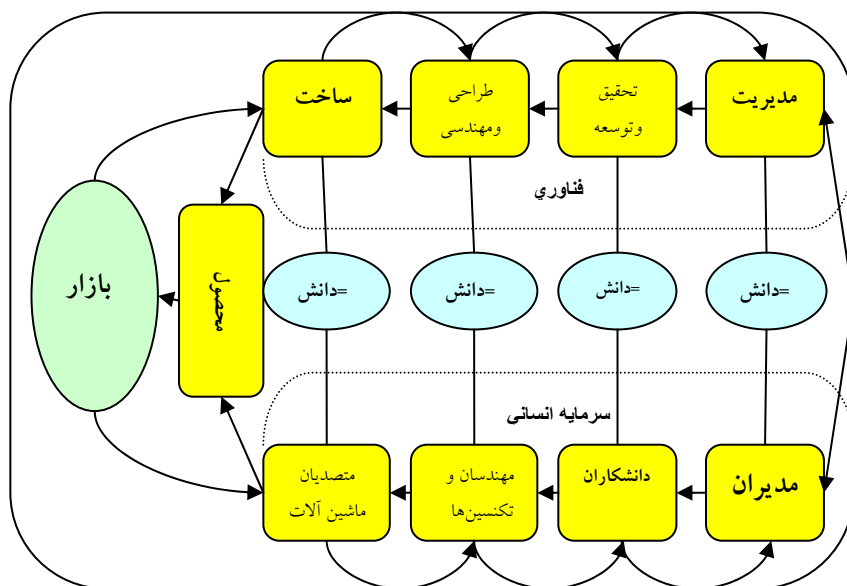 مدیریت
تحقیق
وتوسعه
طراحی
ومهندسی
ساخت
فناوري
بازار
محصول
=دانش
=دانش
=دانش
=دانش
سرمایه انسانی
مدیران
دانشکاران
مهندسان و
تکنسین‌ها
متصدیان
ماشین آلات